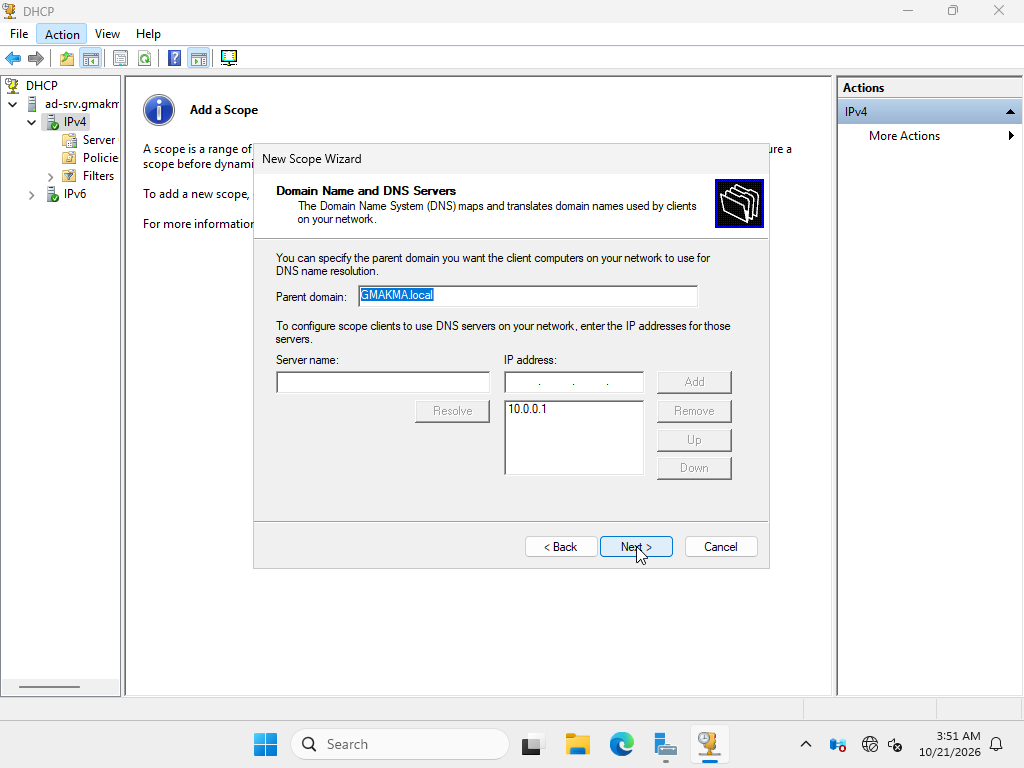 DHCP
File Action View Help
DHCP
ad-srv.gmakm
IPv4
Server
Policie
Filters
IPv6
Add a Scope
A scope is a range of
ure a
scope before dynami
To add a new scope,
For more information
New Scope Wizard
Domain Name and DNS Servers
The Domain Name System (DNS) maps and translates domain names used by clients
on your network.
You can specify the parent domain you want the client computers on your network to use for
DNS name resolution.
Parent domain: GMAKMA.local
To configure scope clients to use DNS servers on your network, enter the IP addresses for those
servers.
Server name: IP address:
. . . Add
Resolve 10.0.0.1 Remove
Up
Down
< Back Next > Cancel
Actions
IPv4
More Actions
Search
3:51 AM
10/21/2026